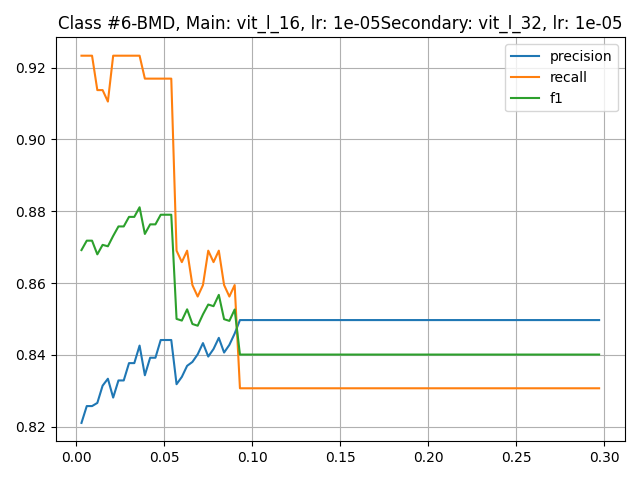 Class #6-BMD, Main: vit_l_16, lr: 1e-05Secondary: vit_l_32, lr: 1e-05
precision
recall
f1
0.92
0.90
0.88
0.86
0.84
0.82
0.00 0.05 0.10 0.15 0.20 0.25 0.30